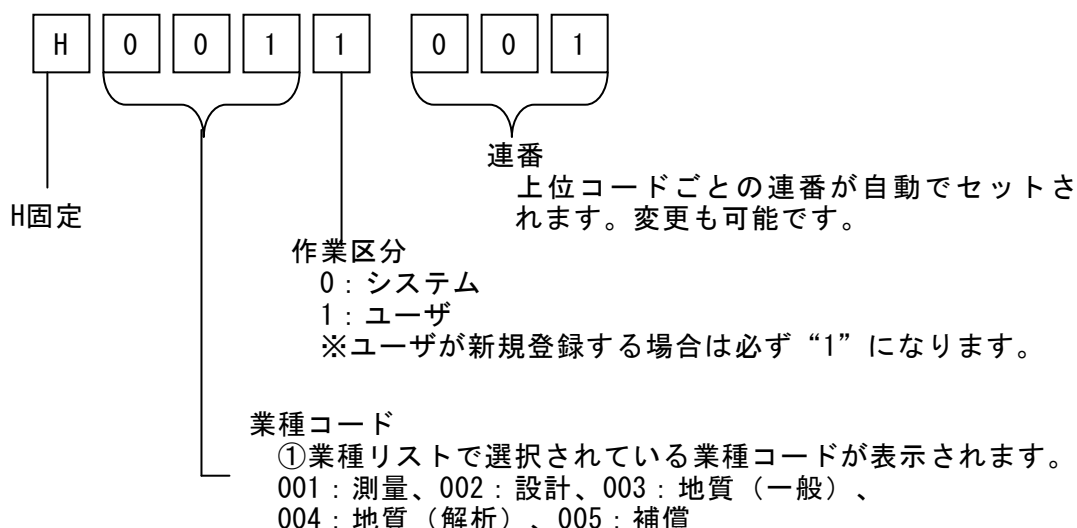 H 0 0 1 1 0 0 1
連番
上位コードごとの連番が自動でセットさ
れます。変更も可能です。
H固定
作業区分
0：システム
1：ユーザ
※ユーザが新規登録する場合は必ず“1”になります。
業種コード
①業種リストで選択されている業種コードが表示されます。
001：測量、002：設計、003：地質（一般）、
004：地質（解析）、005：補償